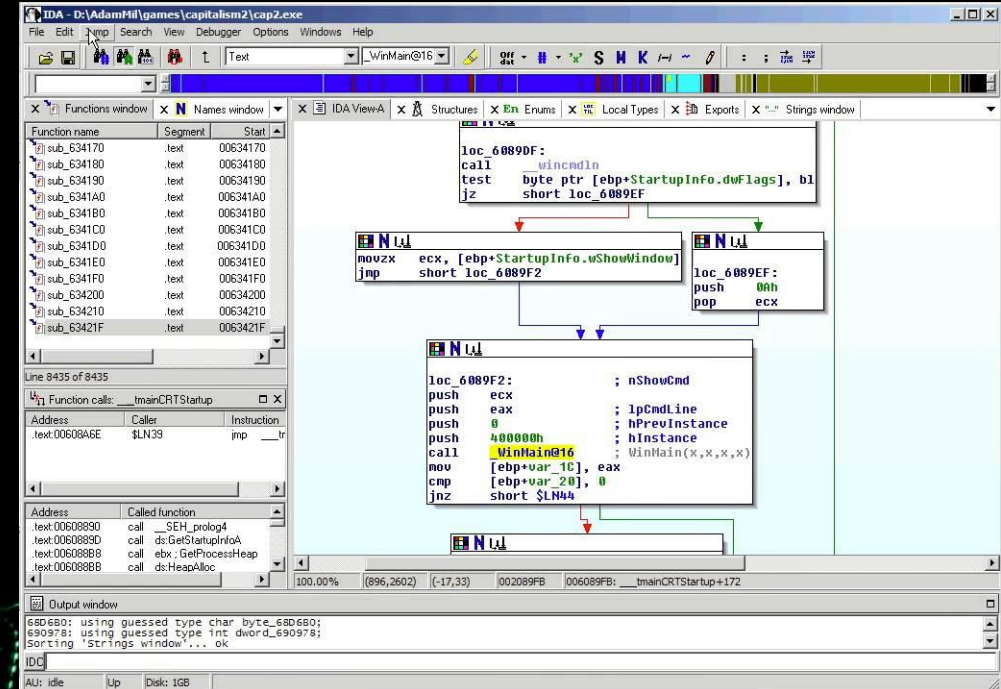 IDA - D:\AdamMil\games\capitalism2\cap2.exe
File Edit Jump Search View Debugger Options Windows Help
Text _WinMain@16 Off dat # 'x' S M K
Functions window Names window IDA View-A Structures En Enums Local Types Exports Strings window
Function name Segment Start
sub_634170 .text 00634170
sub_634180 .text 00634180
sub_634190 .text 00634190
sub_6341A0 .text 006341A0
sub_6341B0 .text 006341B0
sub_6341C0 .text 006341C0
sub_6341D0 .text 006341D0
sub_6341E0 .text 006341E0
sub_6341F0 .text 006341F0
sub_634200 .text 00634200
sub_634210 .text 00634210
sub_63421F .text 0063421F
Line 8435 of 8435
Function calls: ___tmainCRTStartup
Address Caller Instruction
.text:00608A6E $LN39 jmp ___tr
Address Called function
.text:00608890 call __SEH_prolog4
.text:0060889D call ds:GetStartupInfoA
.text:006088B8 call ebx ; GetProcessHeap
.text:006088BB call ds:HeapAlloc
loc_6089DF:
call __wincmdln
test byte ptr [ebp+StartupInfo.dwFlags], bl
jz short loc_6089EF
movzx ecx, [ebp+StartupInfo.wShowWindow]
jmp short loc_6089F2
loc_6089EF:
push 0Ah
pop ecx
loc_6089F2: ; nShowCmd
push ecx
push eax ; lpCmdLine
push 0 ; hPrevInstance
push 400000h ; hInstance
call _WinMain@16 ; WinMain(x,x,x,x)
mov [ebp+var_1C], eax
cmp [ebp+var_20], 0
jnz short $LN44
100.00% (896,2602) (-17,33) 002089FB 006089FB: ___tmainCRTStartup+172
Output window
68D6B0: using guessed type char byte_68D6B0;
690978: using guessed type int dword_690978;
Sorting 'Strings window'... ok
IDC
AU: idle Up Disk: 1GB